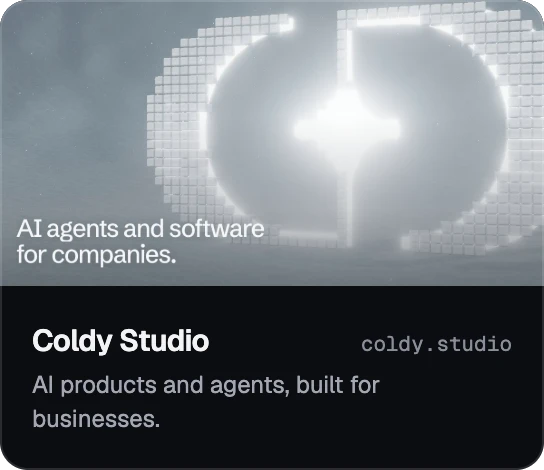 AI agents and software
for companies.
Coldy Studio
coldy.studio
AI products and agents, built for
businesses.